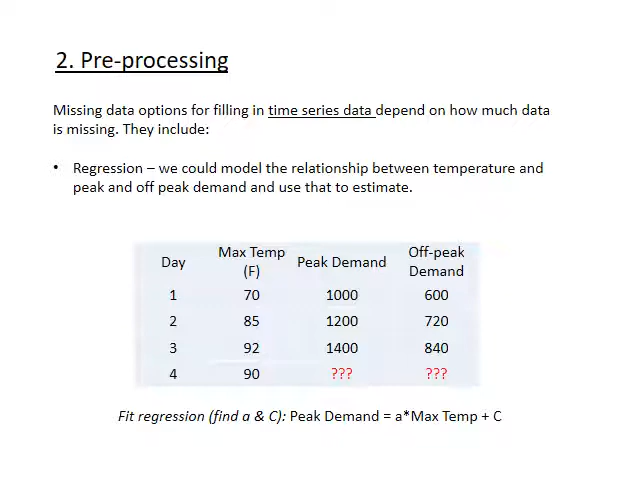 2. Pre-processing
Missing data options for filling in time series data depend on how much data
is missing. They include:
• Regression – we could model the relationship between temperature and
peak and off peak demand and use that to estimate.
Day Max Temp (F) Peak Demand Off-peak Demand
1 70 1000 600
2 85 1200 720
3 92 1400 840
4 90 ??? ???
Fit regression (find a & C): Peak Demand = a*Max Temp + C